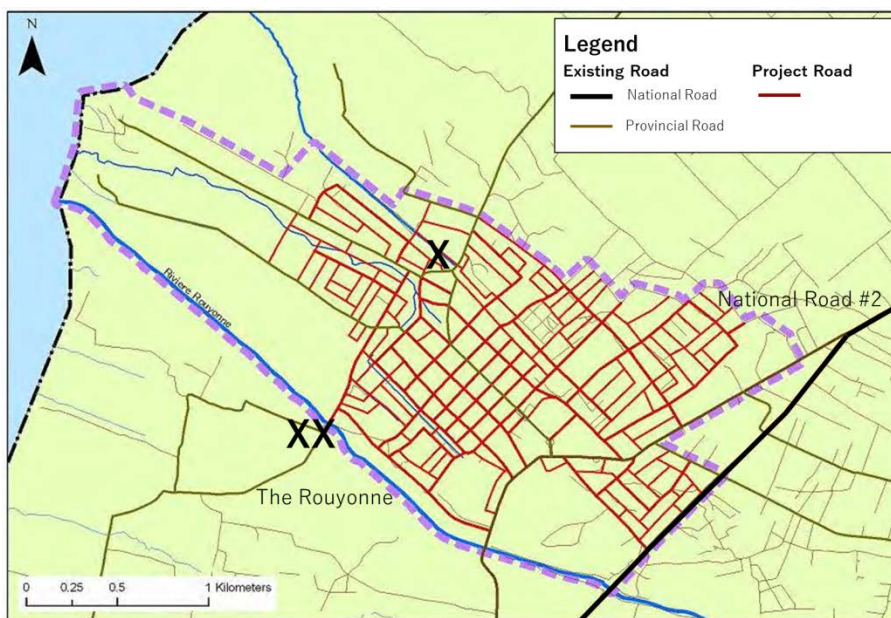 N
Legend
Existing Road Project Road
National Road
Provincial Road
X
National Road #2
Riviere Rouyonne
XX
The Rouyonne
0 0.25 0.5 1 Kilometers